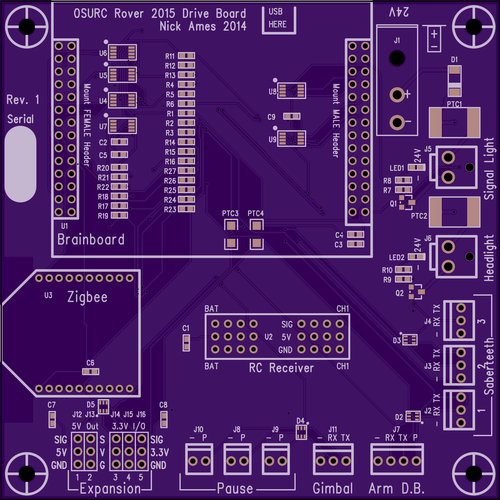 OSURC Rover 2015 Drive Board
Nick Ames 2014
USB
HERE
24V
+
-
J1
+
-
D1
PTC1
Rev. 1
Serial
U6
U5
U4
U7
C2
C5
R20
R21
R22
R18
R17
R19
R11
R12
R13
R4
R5
R6
R1
R2
R3
R14
R15
R16
R27
R26
R25
R23
R24
U8
C9
U9
Mount FEMALE Header
Mount MALE Header
U1
Brainboard
PTC3 PTC4
C4
C3
LED1
24V
J5
Signal Light
R8
R7
Q1
PTC2
LED2
24V
J6
Headlight
R10
R9
Q2
U3
Zigbee
C6
C1
BAT CH1
SIG
U2 5V
GND
BAT CH1
RC Receiver
D3
D2
J4 - RX TX 3
J3 - RX TX 2
J2 - RX TX 1
Saberteeth
C7
D5
C8
J12 J13 J14 J15 J16
5V Out 3.3V I/O
SIG S SIG
5V V 3.3V
GND G GND
1 2 3 4 5
Expansion
J10 J8 J9
- P - P - P
Pause
D4
J11
- RX TX
Gimbal
J7
- P RX TX
Arm D.B.